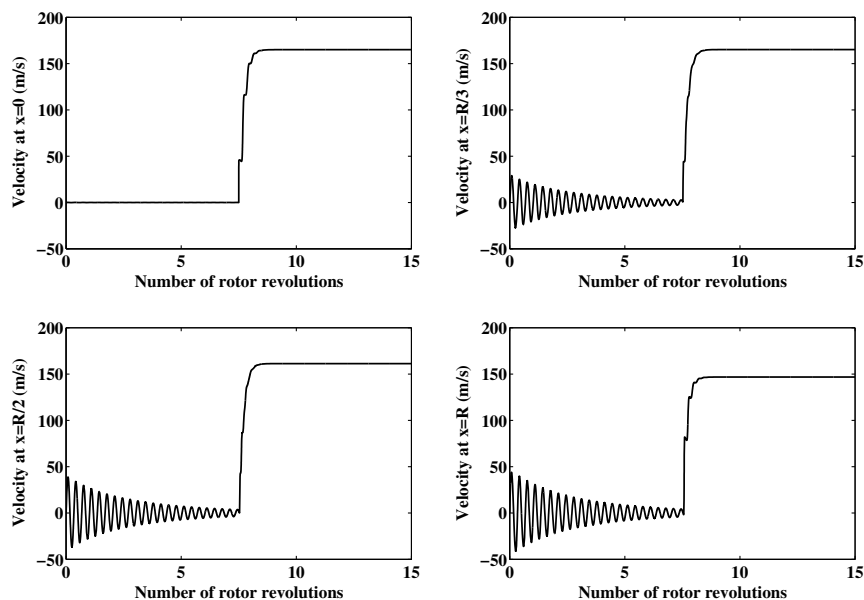 200
150
100
50
0
−50
0 5 10 15
Velocity at x=0 (m/s)
Number of rotor revolutions
200
150
100
50
0
−50
0 5 10 15
Velocity at x=R/3 (m/s)
Number of rotor revolutions
200
150
100
50
0
−50
0 5 10 15
Velocity at x=R/2 (m/s)
Number of rotor revolutions
200
150
100
50
0
−50
0 5 10 15
Velocity at x=R (m/s)
Number of rotor revolutions